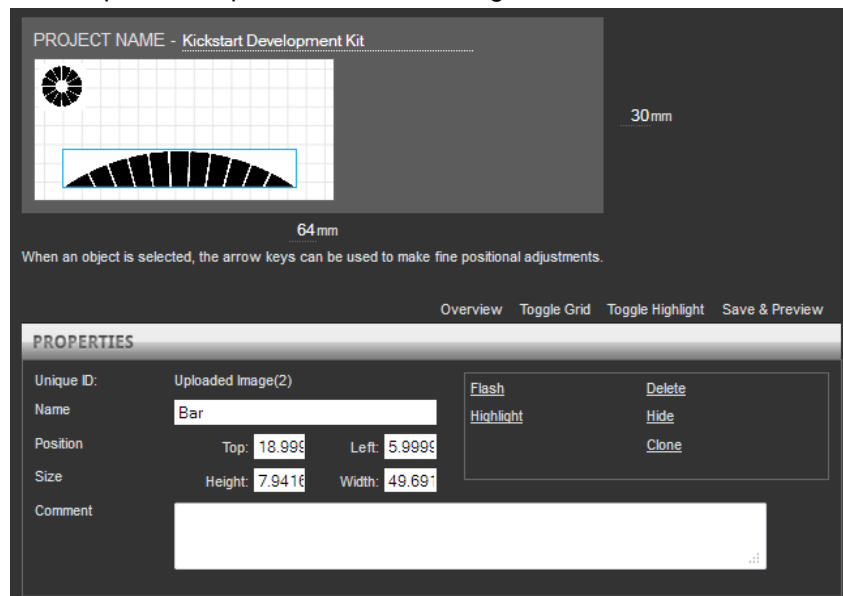 PROJECT NAME - Kickstart Development Kit
30mm
64mm
When an object is selected, the arrow keys can be used to make fine positional adjustments.
Overview Toggle Grid Toggle Highlight Save & Preview
PROPERTIES
Unique ID: Uploaded Image(2)
Flash Delete
Name Bar
Highlight Hide
Position Top: 18.999 Left: 5.9999
Clone
Size Height: 7.9416 Width: 49.691
Comment